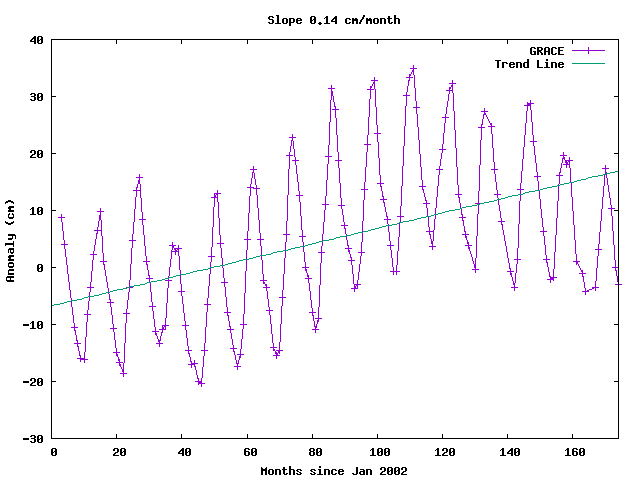 Slope 0.14 cm/month
40
GRACE
Trend Line
30
20
10
0
-10
-20
-30
Anomaly (cm)
0 20 40 60 80 100 120 140 160
Months since Jan 2002